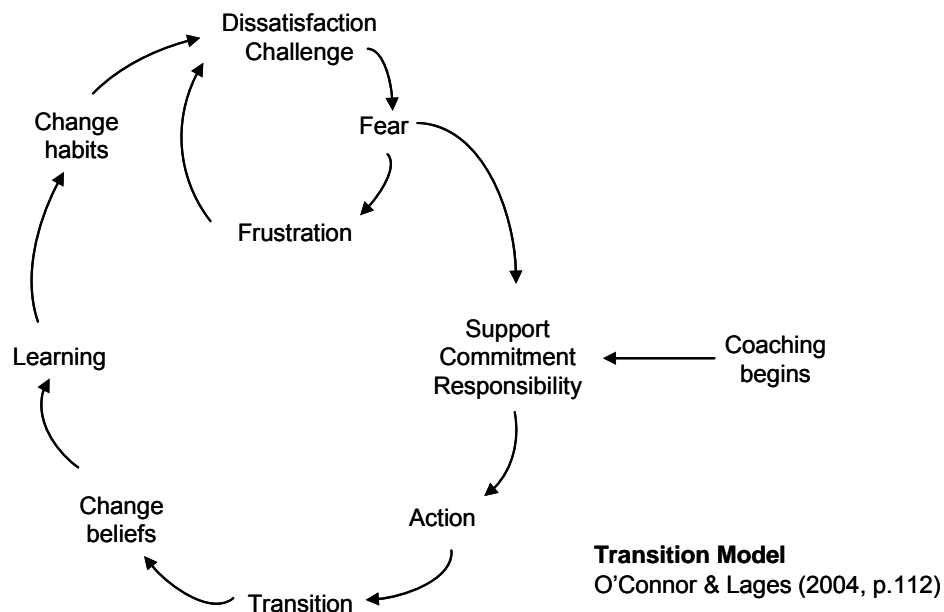 Dissatisfaction
Challenge
Fear
Frustration
Support
Commitment
Responsibility
Coaching
begins
Action
Transition
Change
beliefs
Learning
Change
habits
Transition Model
O'Connor & Lages (2004, p.112)